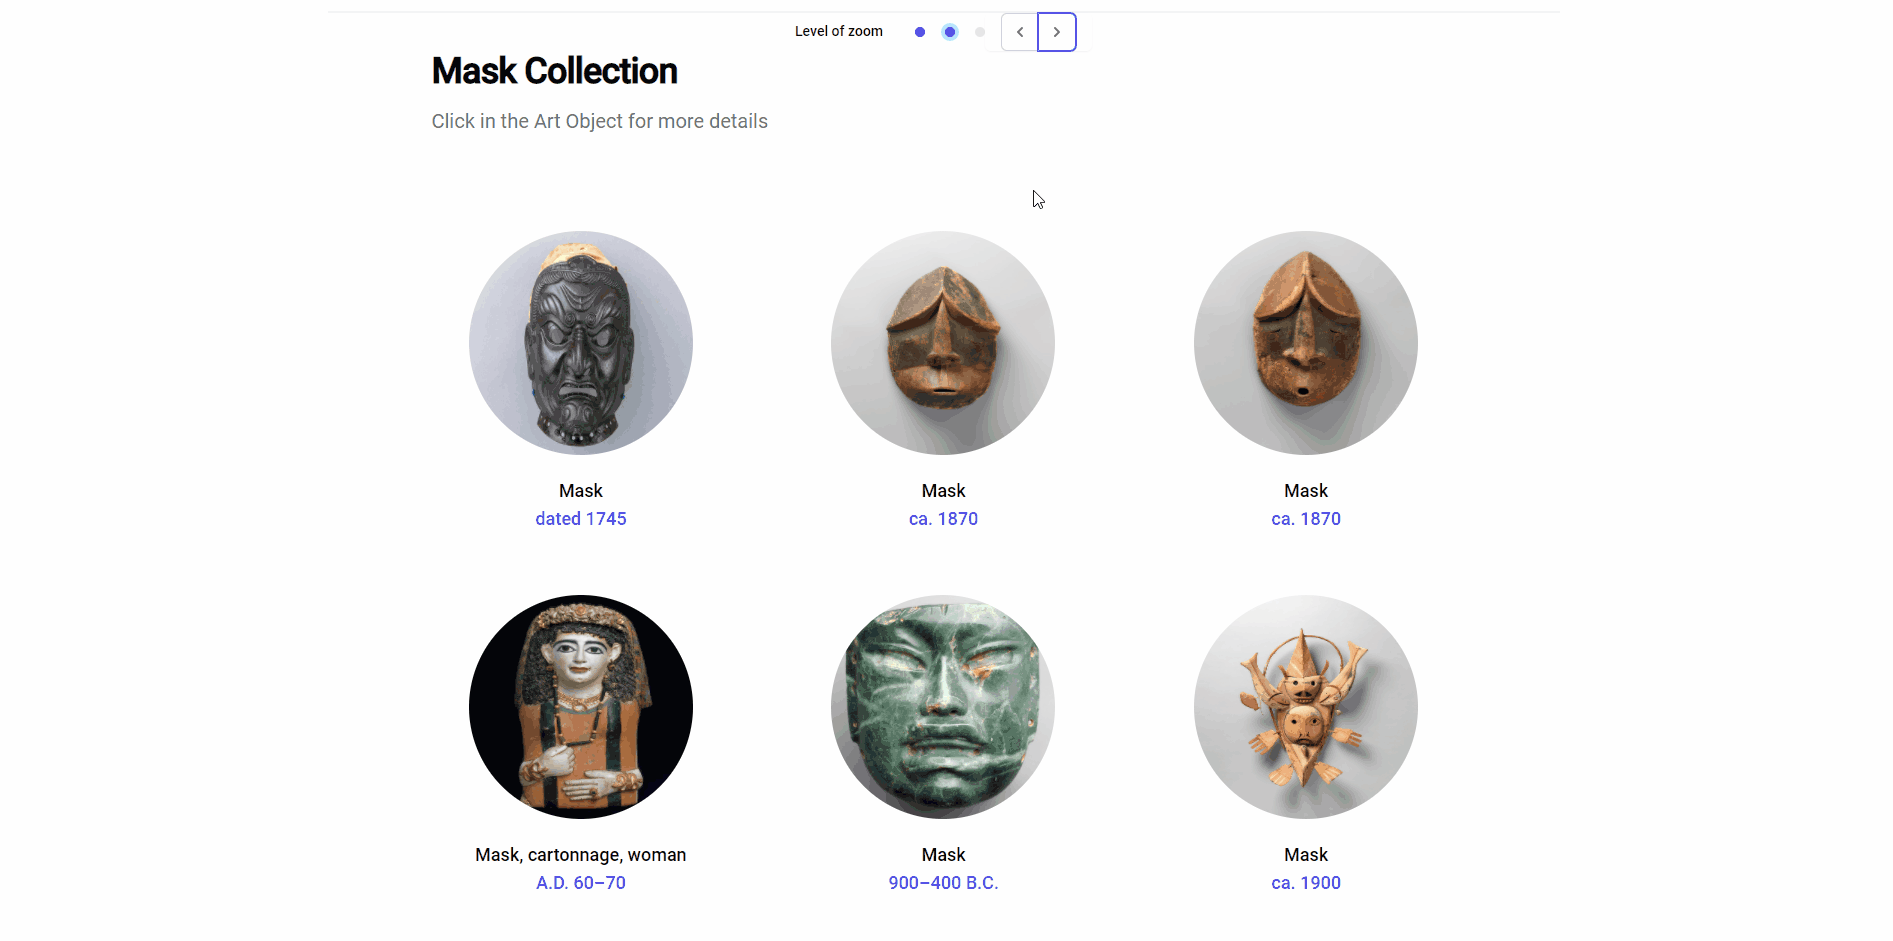 Level of zoom
Mask Collection
Click in the Art Object for more details
Mask
dated 1745
Mask
ca. 1870
Mask
ca. 1870
Mask, cartonnage, woman
A.D. 60–70
Mask
900–400 B.C.
Mask
ca. 1900